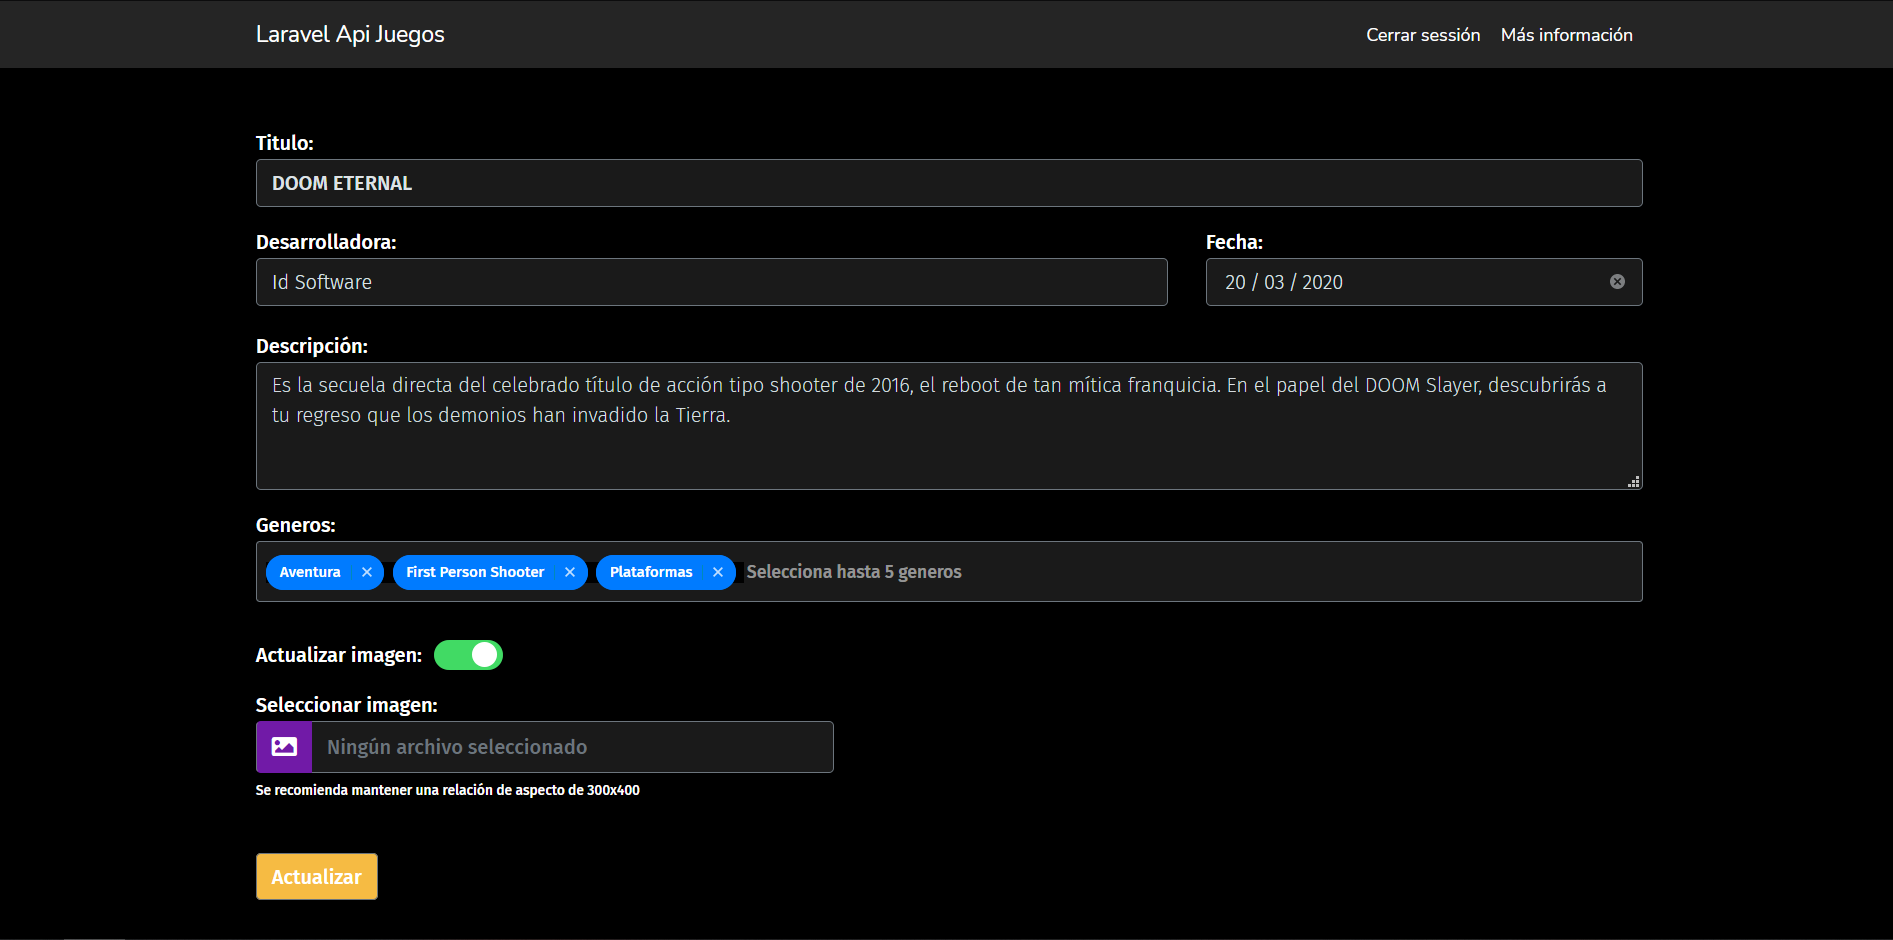 Laravel Api Juegos
Cerrar sessión Más información
Titulo:
DOOM ETERNAL
Desarrolladora: Fecha:
Id Software 20 / 03 / 2020
Descripción:
Es la secuela directa del celebrado título de acción tipo shooter de 2016, el reboot de tan mítica franquicia. En el papel del DOOM Slayer, descubrirás a
tu regreso que los demonios han invadido la Tierra.
Generos:
Aventura × First Person Shooter × Plataformas × Selecciona hasta 5 generos
Actualizar imagen:
Seleccionar imagen:
Ningún archivo seleccionado
Se recomienda mantener una relación de aspecto de 300x400
Actualizar